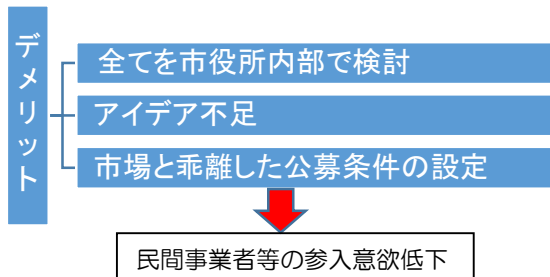 デメリット
全てを市役所内部で検討
アイデア不足
市場と乖離した公募条件の設定
民間事業者等の参入意欲低下